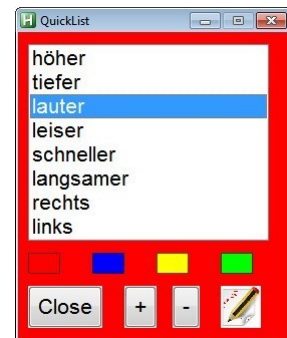 QuickList
höher
tiefer
lauter
leiser
schneller
langsamer
rechts
links
Close + -